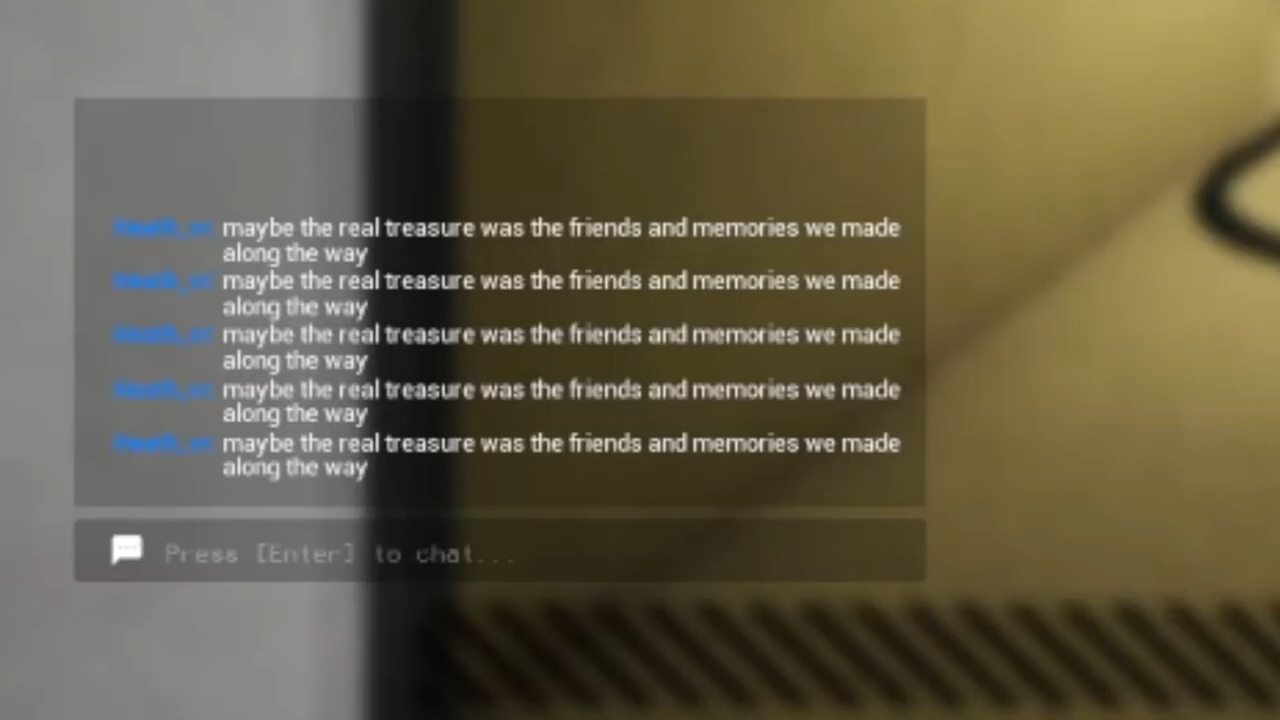 maybe the real treasure was the friends and memories we made
along the way
maybe the real treasure was the friends and memories we made
along the way
maybe the real treasure was the friends and memories we made
along the way
maybe the real treasure was the friends and memories we made
along the way
maybe the real treasure was the friends and memories we made
along the way
Press [Enter] to chat...